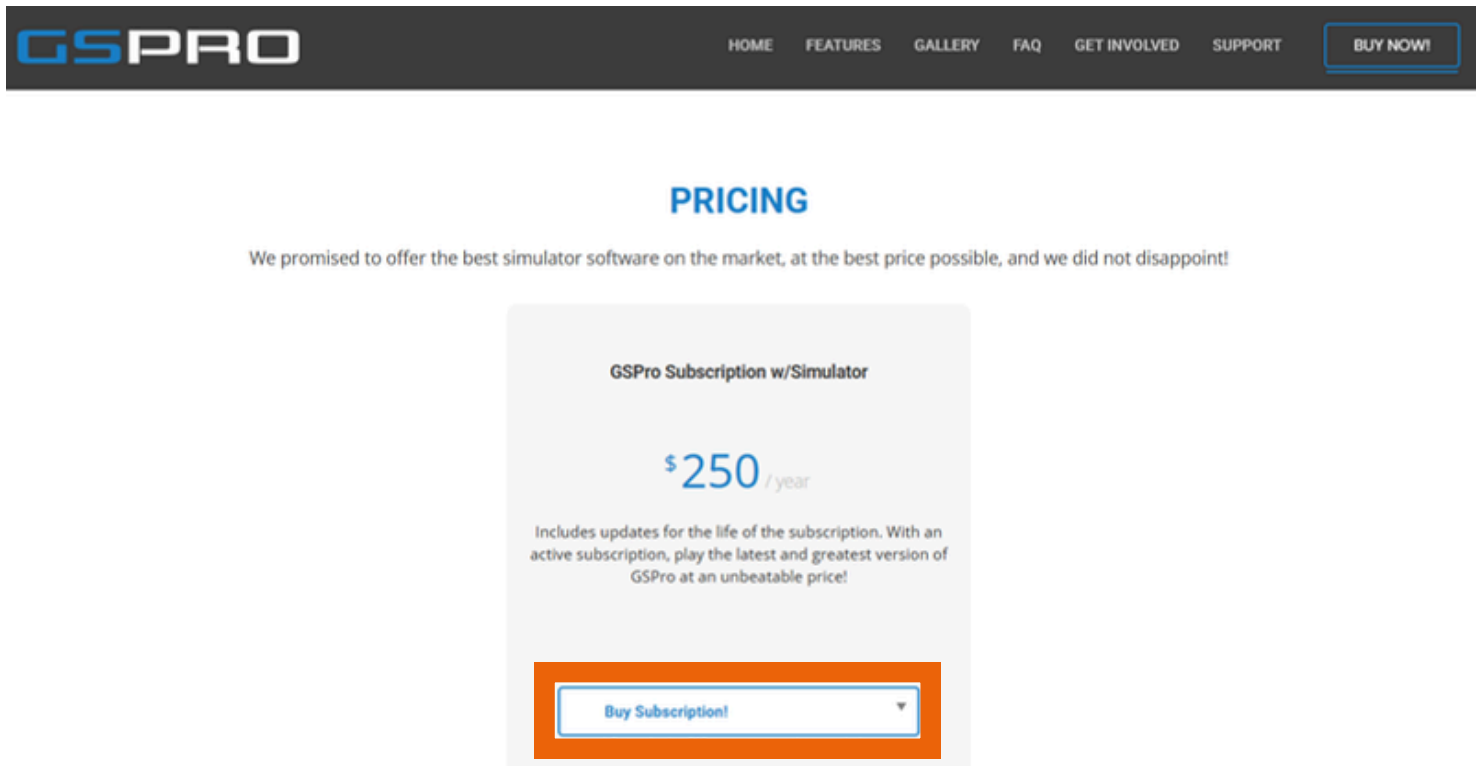 GSPRO
HOME FEATURES GALLERY FAQ GET INVOLVED SUPPORT BUY NOW!
PRICING
We promised to offer the best simulator software on the market, at the best price possible, and we did not disappoint!
GSPro Subscription w/Simulator
$250 / year
Includes updates for the life of the subscription. With an
active subscription, play the latest and greatest version of
GSPro at an unbeatable price!
Buy Subscription!